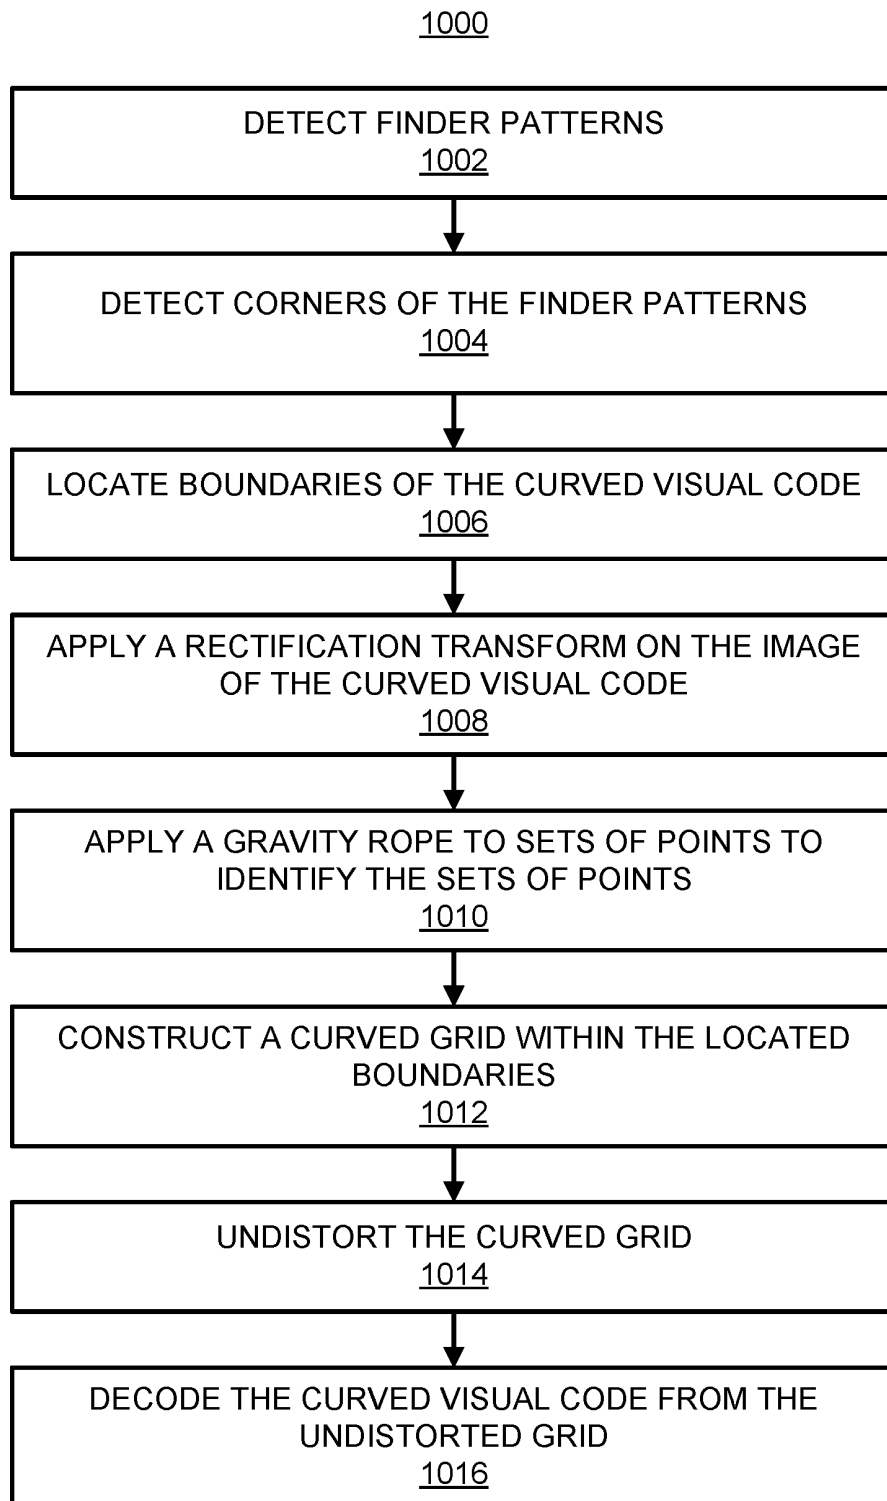 1000
DETECT FINDER PATTERNS
1002
DETECT CORNERS OF THE FINDER PATTERNS
1004
LOCATE BOUNDARIES OF THE CURVED VISUAL CODE
1006
APPLY A RECTIFICATION TRANSFORM ON THE IMAGE
OF THE CURVED VISUAL CODE
1008
APPLY A GRAVITY ROPE TO SETS OF POINTS TO
IDENTIFY THE SETS OF POINTS
1010
CONSTRUCT A CURVED GRID WITHIN THE LOCATED
BOUNDARIES
1012
UNDISTORT THE CURVED GRID
1014
DECODE THE CURVED VISUAL CODE FROM THE
UNDISTORTED GRID
1016